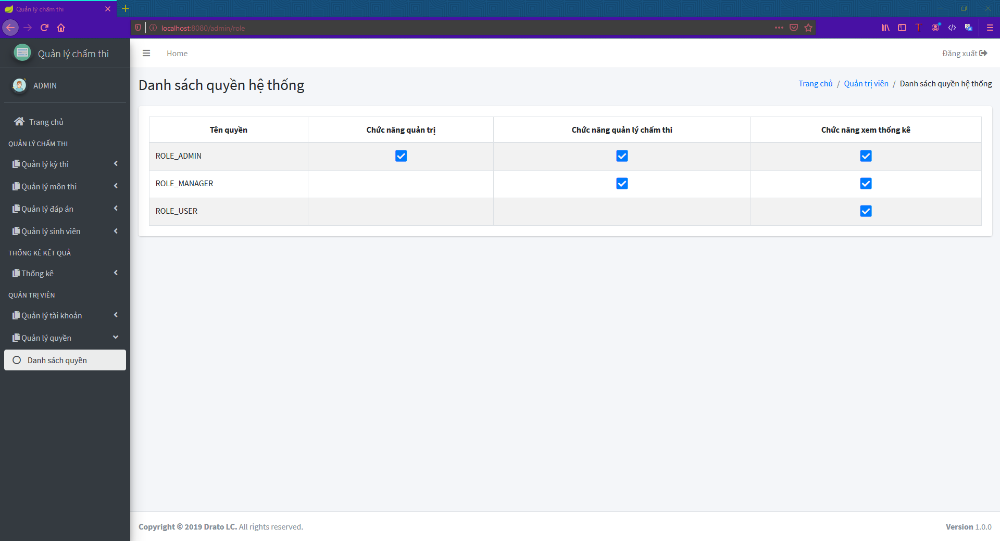 Quản lý chấm thi
localhost:8080/admin/role
Quản lý chấm thi
Home
Đăng xuất
ADMIN
Danh sách quyền hệ thống
Trang chủ / Quản trị viên / Danh sách quyền hệ thống
Trang chủ
QUẢN LÝ CHẤM THI
Quản lý kỳ thi
Quản lý môn thi
Quản lý đáp án
Quản lý sinh viên
THỐNG KÊ KẾT QUẢ
Thống kê
QUẢN TRỊ VIÊN
Quản lý tài khoản
Quản lý quyền
Danh sách quyền
Tên quyền Chức năng quản trị Chức năng quản lý chấm thi Chức năng xem thống kê
ROLE_ADMIN
ROLE_MANAGER
ROLE_USER
Copyright © 2019 Drato LC. All rights reserved.
Version 1.0.0